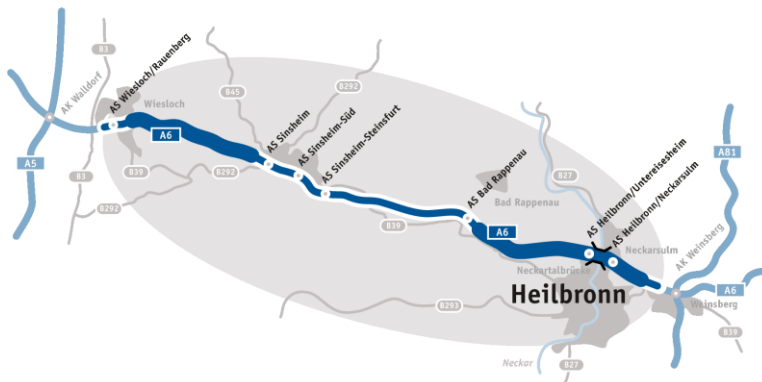 B3
AK Walldorf
AS Wiesloch/Rauenberg
Wiesloch
B45
B292
AS Sinsheim
AS Sinsheim-Süd
AS Sinsheim-Steinsfurt
A6
A5
B3
B39
B292
B292
AS Bad Rappenau
Bad Rappenau
B27
AS Heilbronn/Untereisesheim
AS Heilbronn/Neckarsulm
A81
B39
A6
Neckarsulm
AK Weinsberg
Neckartalbrücke
A6
Heilbronn
B293
Weinsberg
B39
Neckar
B27